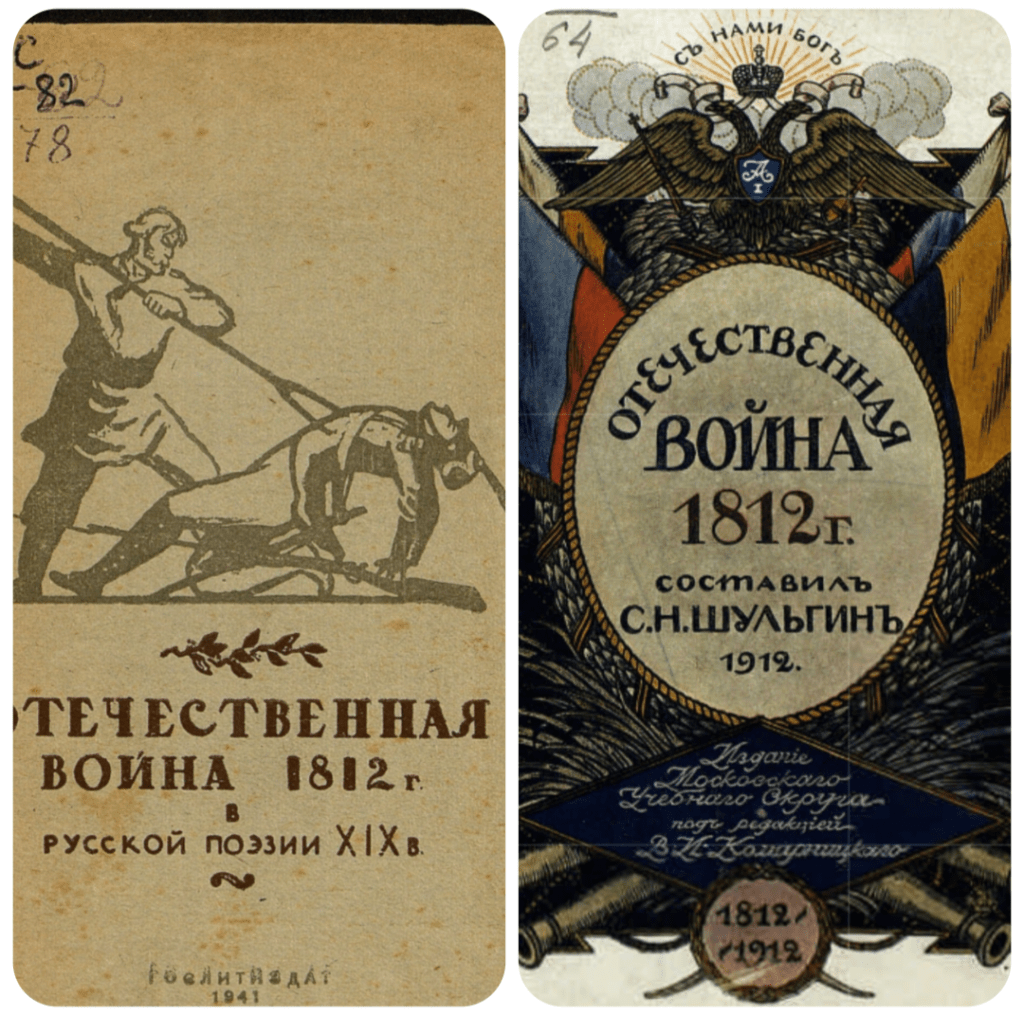 С
-82
78
ОТЕЧЕСТВЕННАЯ
ВОЙНА 1812 г.
В
РУССКОЙ ПОЭЗИИ XIX в.
ГОСЛИТИЗДАТ
1941
64
СЪ НАМИ БОГЪ
А
I
ОТЕЧЕСТВЕННАЯ
ВОЙНА
1812 г.
СОСТАВИЛЪ
С.Н.ШУЛЬГИНЪ
1912.
Изданіе
Московскаго
Учебнаго Округа
подъ редакціей
В. И. Комарницкаго
1812
1912